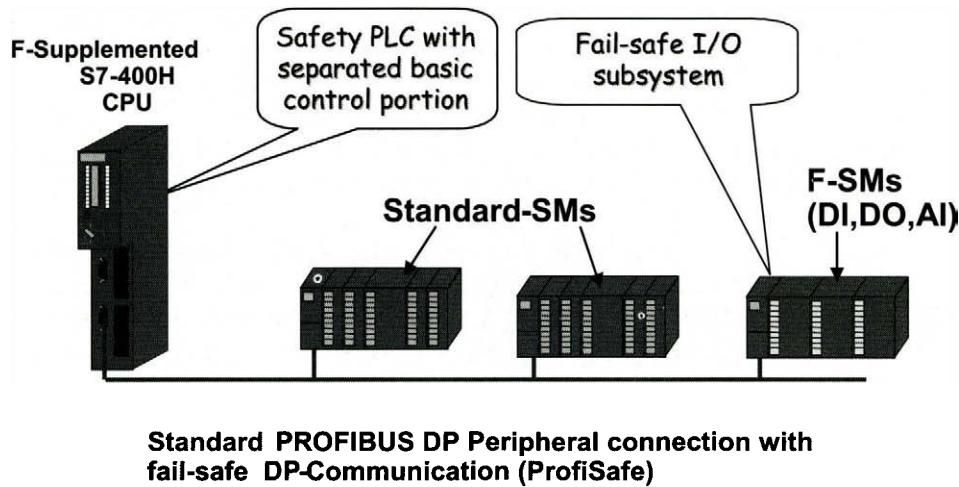 F-Supplemented
S7-400H
CPU
Safety PLC with
separated basic
control portion
Fail-safe I/O
subsystem
Standard-SMs
F-SMs
(DI,DO,AI)
Standard PROFIBUS DP Peripheral connection with
fail-safe DP-Communication (ProfiSafe)